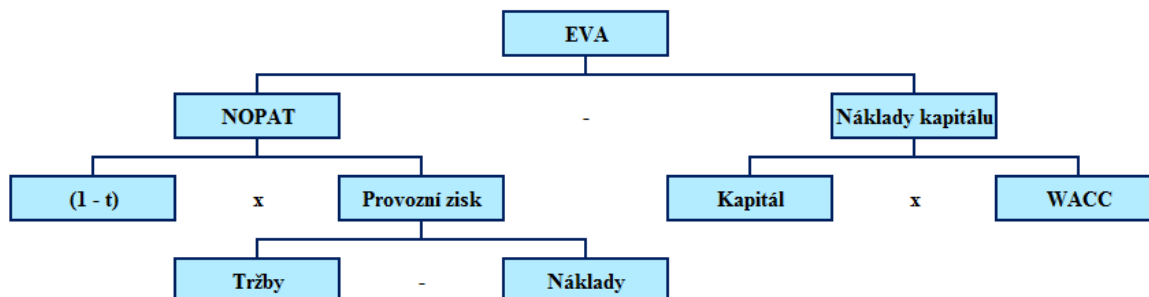 EVA
NOPAT - Náklady kapitálu
(1 - t) x Provozní zisk Kapitál x WACC
Tržby - Náklady